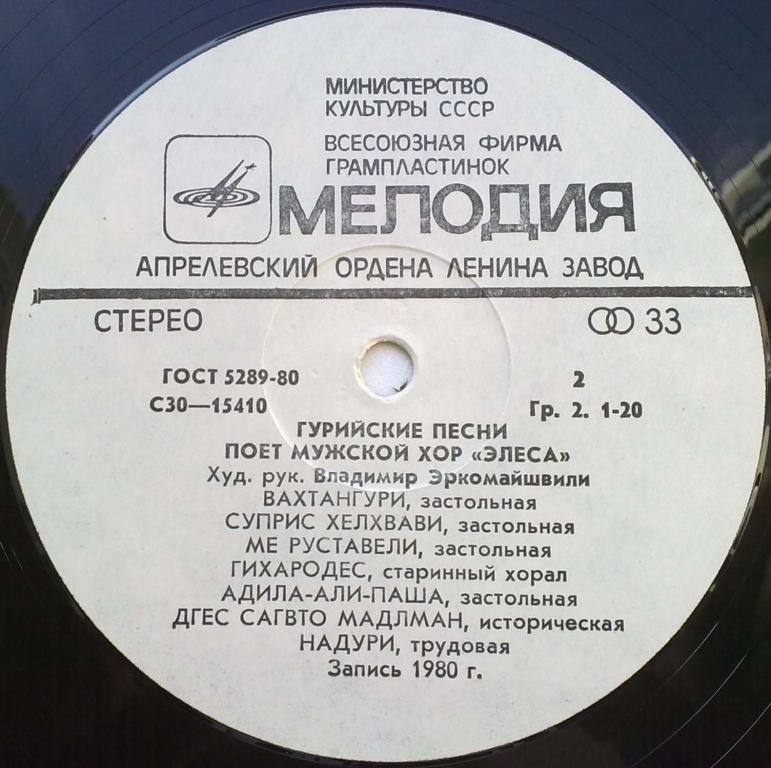 МИНИСТЕРСТВО
КУЛЬТУРЫ СССР
ВСЕСОЮЗНАЯ ФИРМА
ГРАМПЛАСТИНОК
МЕЛОДИЯ
АПРЕЛЕВСКИЙ ОРДЕНА ЛЕНИНА ЗАВОД
СТЕРЕО 33
ГОСТ 5289-80 2
С30—15410 Гр. 2. 1-20
ГУРИЙСКИЕ ПЕСНИ
ПОЕТ МУЖСКОЙ ХОР «ЭЛЕСА»
Худ. рук. Владимир Эркомайшвили
ВАХТАНГУРИ, застольная
СУПРИС ХЕЛХВАВИ, застольная
МЕ РУСТАВЕЛИ, застольная
ГИХАРОДЕС, старинный хорал
АДИЛА-АЛИ-ПАША, застольная
ДГЕС САГВТО МАДЛМАН, историческая
НАДУРИ, трудовая
Запись 1980 г.